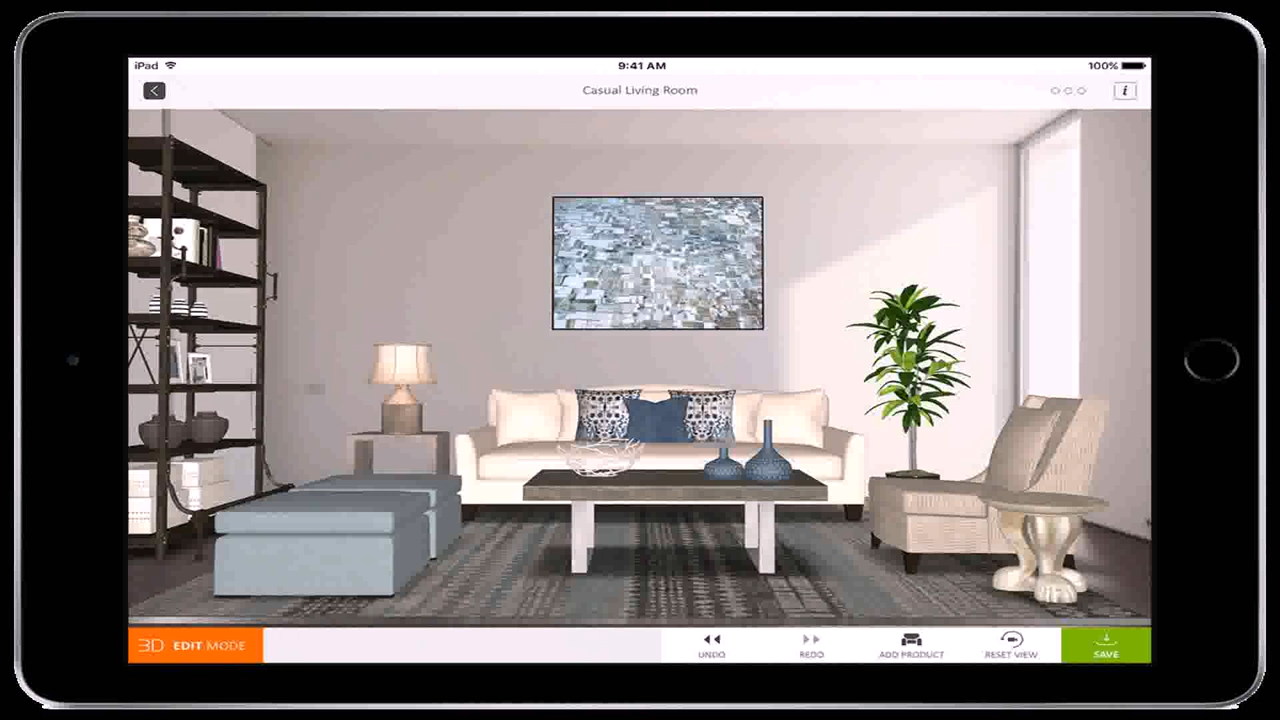 iPad 9:41 AM 100%
Casual Living Room
i
3D EDIT MODE
UNDO
REDO
ADD PRODUCT
RESET VIEW
SAVE